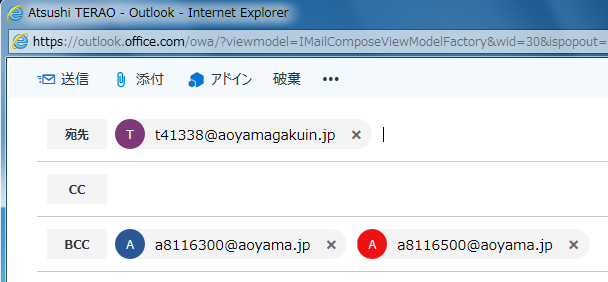 Atsushi TERAO - Outlook - Internet Explorer
https://outlook.office.com/owa/?viewmodel=IMailComposeViewModelFactory&wid=30&ispopout=
送信 添付 アドイン 破棄 •••
宛先 T t41338@aoyamagakuin.jp ×
CC
BCC A a8116300@aoyama.jp × A a8116500@aoyama.jp ×